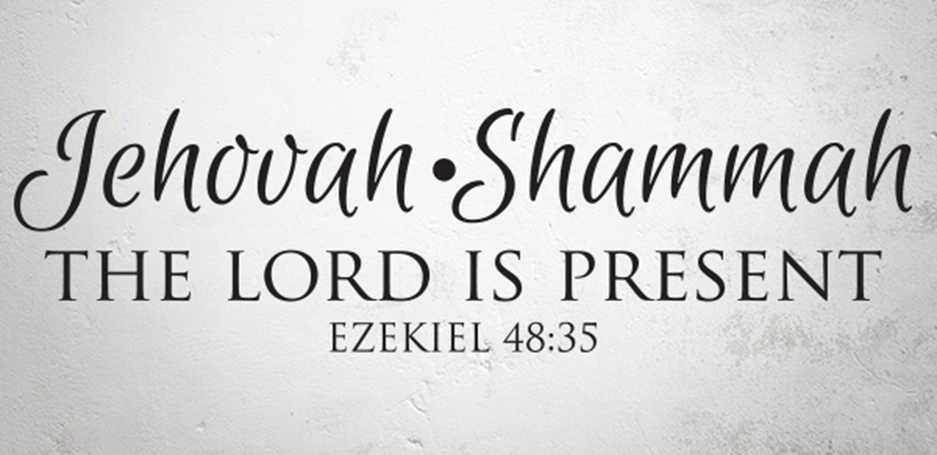 Jehovah•Shammah
THE LORD IS PRESENT
EZEKIEL 48:35